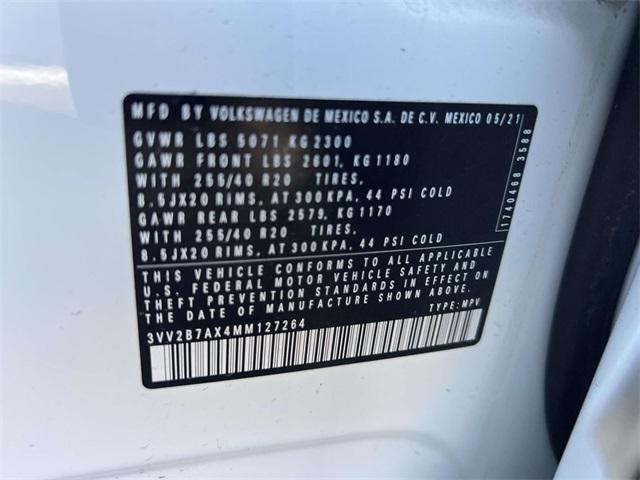 MFD BY VOLKSWAGEN DE MEXICO S.A. DE C.V. MEXICO 05/21
GVWR LBS 5071 KG 2300
GAWR FRONT LBS 2601, KG 1180
WITH 255/40 R20 TIRES,
8.5JX20 RIMS, AT 300 KPA, 44 PSI COLD
GAWR REAR LBS 2579, KG 1170
WITH 255/40 R20 TIRES,
8.5JX20 RIMS, AT 300 KPA, 44 PSI COLD
THIS VEHICLE CONFORMS TO ALL APPLICABLE
U.S. FEDERAL MOTOR VEHICLE SAFETY AND
THEFT PREVENTION STANDARDS IN EFFECT ON
THE DATE OF MANUFACTURE SHOWN ABOVE.
3VV2B7AX4MM127264 TYPE: MPV
1740468 3588